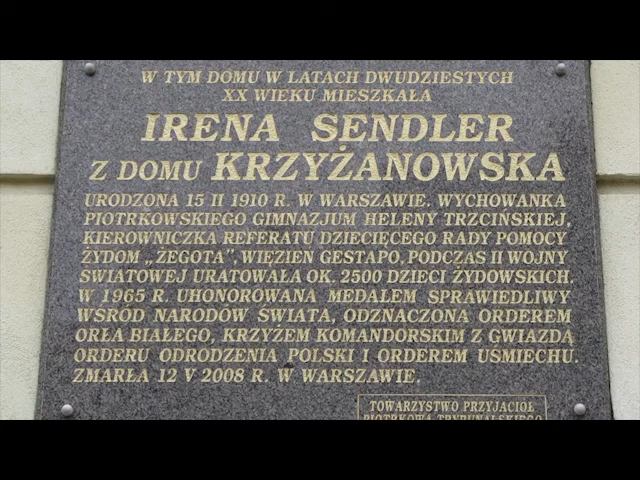 W TYM DOMU W LATACH DWUDZIESTYCH
XX WIEKU MIESZKAŁA
IRENA SENDLER
Z DOMU KRZYŻANOWSKA
URODZONA 15 II 1910 R. W WARSZAWIE. WYCHOWANKA
PIOTRKOWSKIEGO GIMNAZJUM HELENY TRZCIŃSKIEJ,
KIEROWNICZKA REFERATU DZIECIĘCEGO RADY POMOCY
ŻYDOM „ŻEGOTA", WIĘZIEŃ GESTAPO, PODCZAS II WOJNY
ŚWIATOWEJ URATOWAŁA OK. 2500 DZIECI ŻYDOWSKICH.
W 1965 R. UHONOROWANA MEDALEM SPRAWIEDLIWY
WŚRÓD NARODÓW ŚWIATA, ODZNACZONA ORDEREM
ORŁA BIAŁEGO, KRZYŻEM KOMANDORSKIM Z GWIAZDĄ
ORDERU ODRODZENIA POLSKI I ORDEREM UŚMIECHU.
ZMARŁA 12 V 2008 R. W WARSZAWIE.
TOWARZYSTWO PRZYJACIÓŁ
PIOTRKOWA TRYBUNALSKIEGO